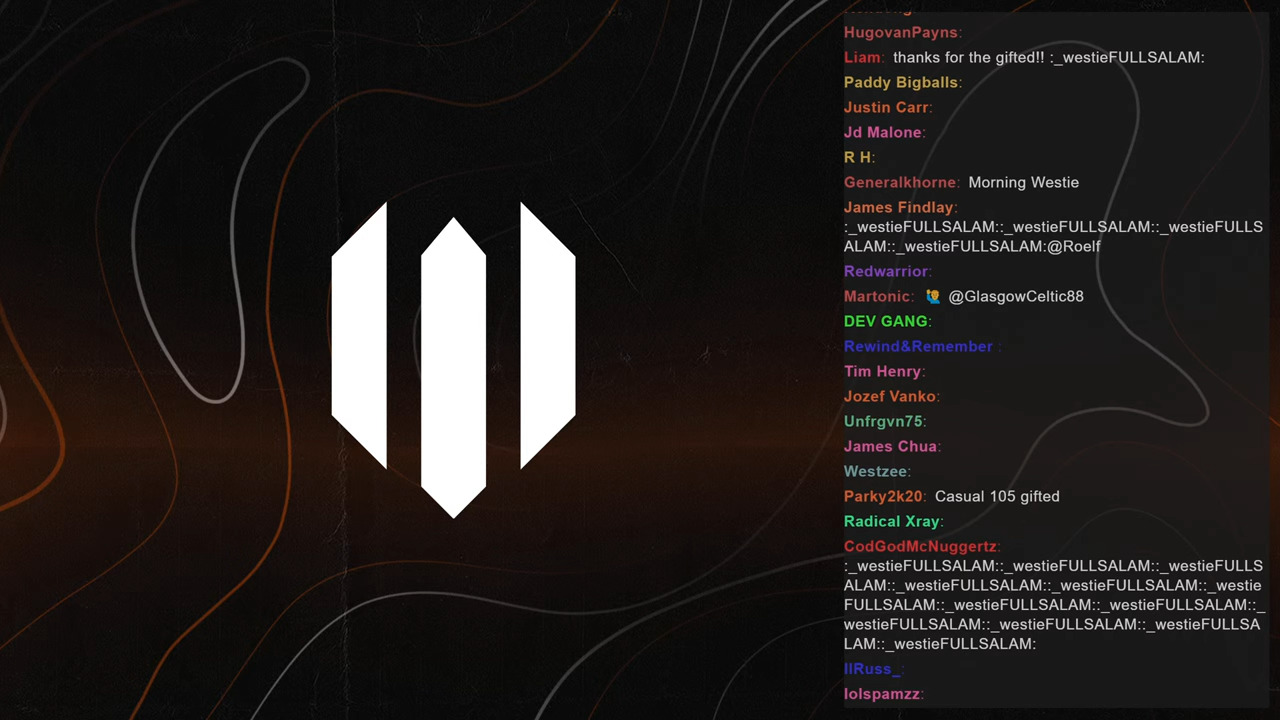 HugovanPayns:
Liam: thanks for the gifted!! :_westieFULLSALAM:
Paddy Bigballs:
Justin Carr:
Jd Malone:
R H:
Generalkhorne: Morning Westie
James Findlay:
:_westieFULLSALAM::_westieFULLSALAM::_westieFULLS
ALAM::_westieFULLSALAM:@Roelf
Redwarrior:
Martonic: 🙋‍♂️ @GlasgowCeltic88
DEV GANG:
Rewind&Remember :
Tim Henry:
Jozef Vanko:
Unfrgvn75:
James Chua:
Westzee:
Parky2k20: Casual 105 gifted
Radical Xray:
CodGodMcNuggertz:
:_westieFULLSALAM::_westieFULLSALAM::_westieFULLS
ALAM::_westieFULLSALAM::_westieFULLSALAM::_westie
FULLSALAM::_westieFULLSALAM::_westieFULLSALAM::_
westieFULLSALAM::_westieFULLSALAM::_westieFULLSA
LAM::_westieFULLSALAM:
llRuss_:
lolspamzz: